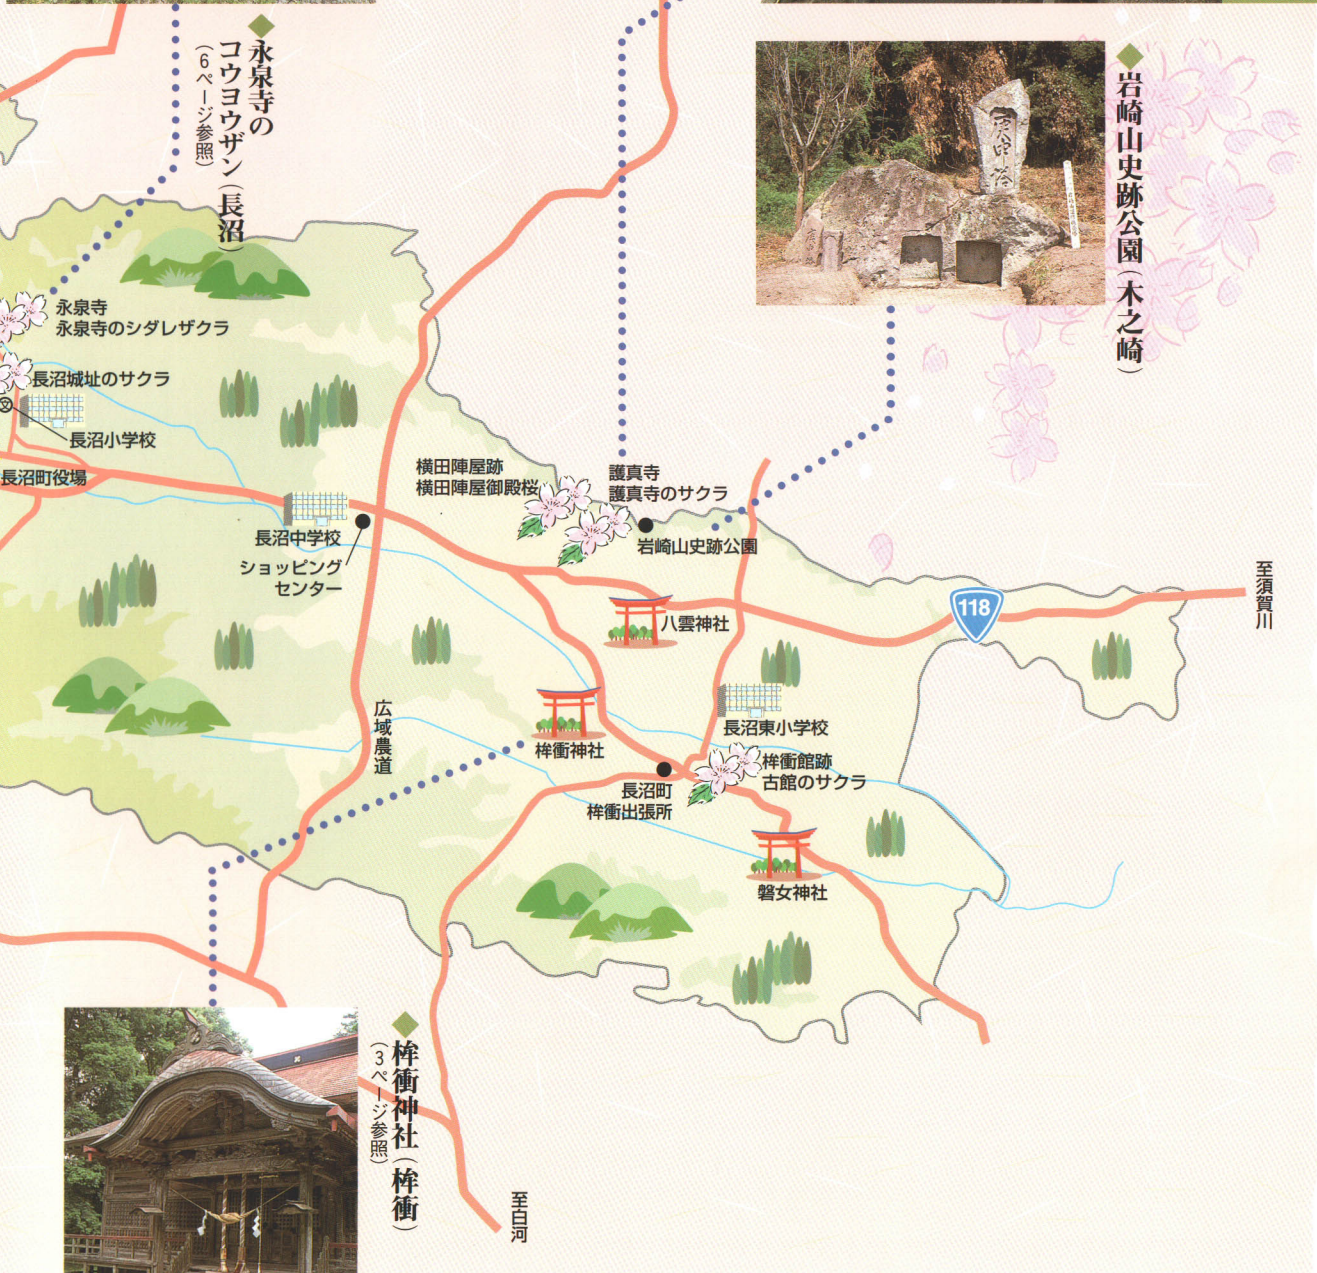 永泉寺の
コウヨウザン（長沼）
（6ページ参照）
岩崎山史跡公園（木之崎）
庚申塔
永泉寺
永泉寺のシダレザクラ
長沼城址のサクラ
文
長沼小学校
長沼町役場
長沼中学校
ショッピング
センター
横田陣屋跡
横田陣屋御殿桜
護真寺
護真寺のサクラ
岩崎山史跡公園
至須賀川
118
八雲神社
広域農道
桙衝神社
長沼東小学校
桙衝館跡
古館のサクラ
長沼町
桙衝出張所
磐女神社
桙衝神社（桙衝）
（3ページ参照）
至白河